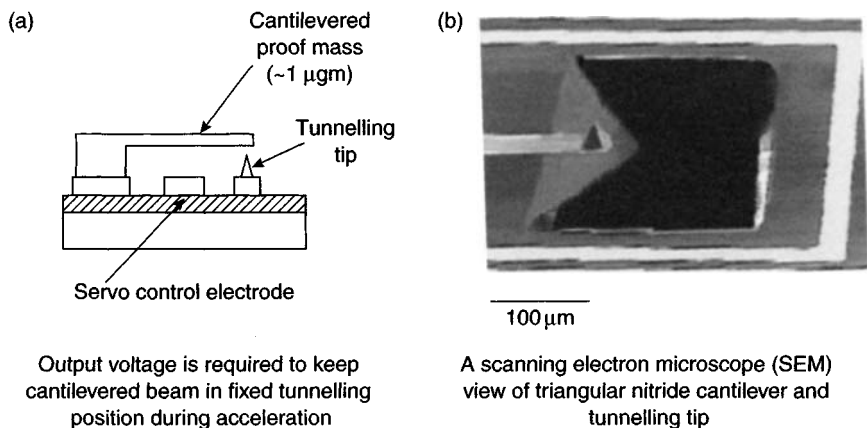 (a)
Cantilevered
proof mass
(~1 µgm)
Tunnelling
tip
Servo control electrode
Output voltage is required to keep
cantilevered beam in fixed tunnelling
position during acceleration
(b)
100 µm
A scanning electron microscope (SEM)
view of triangular nitride cantilever and
tunnelling tip